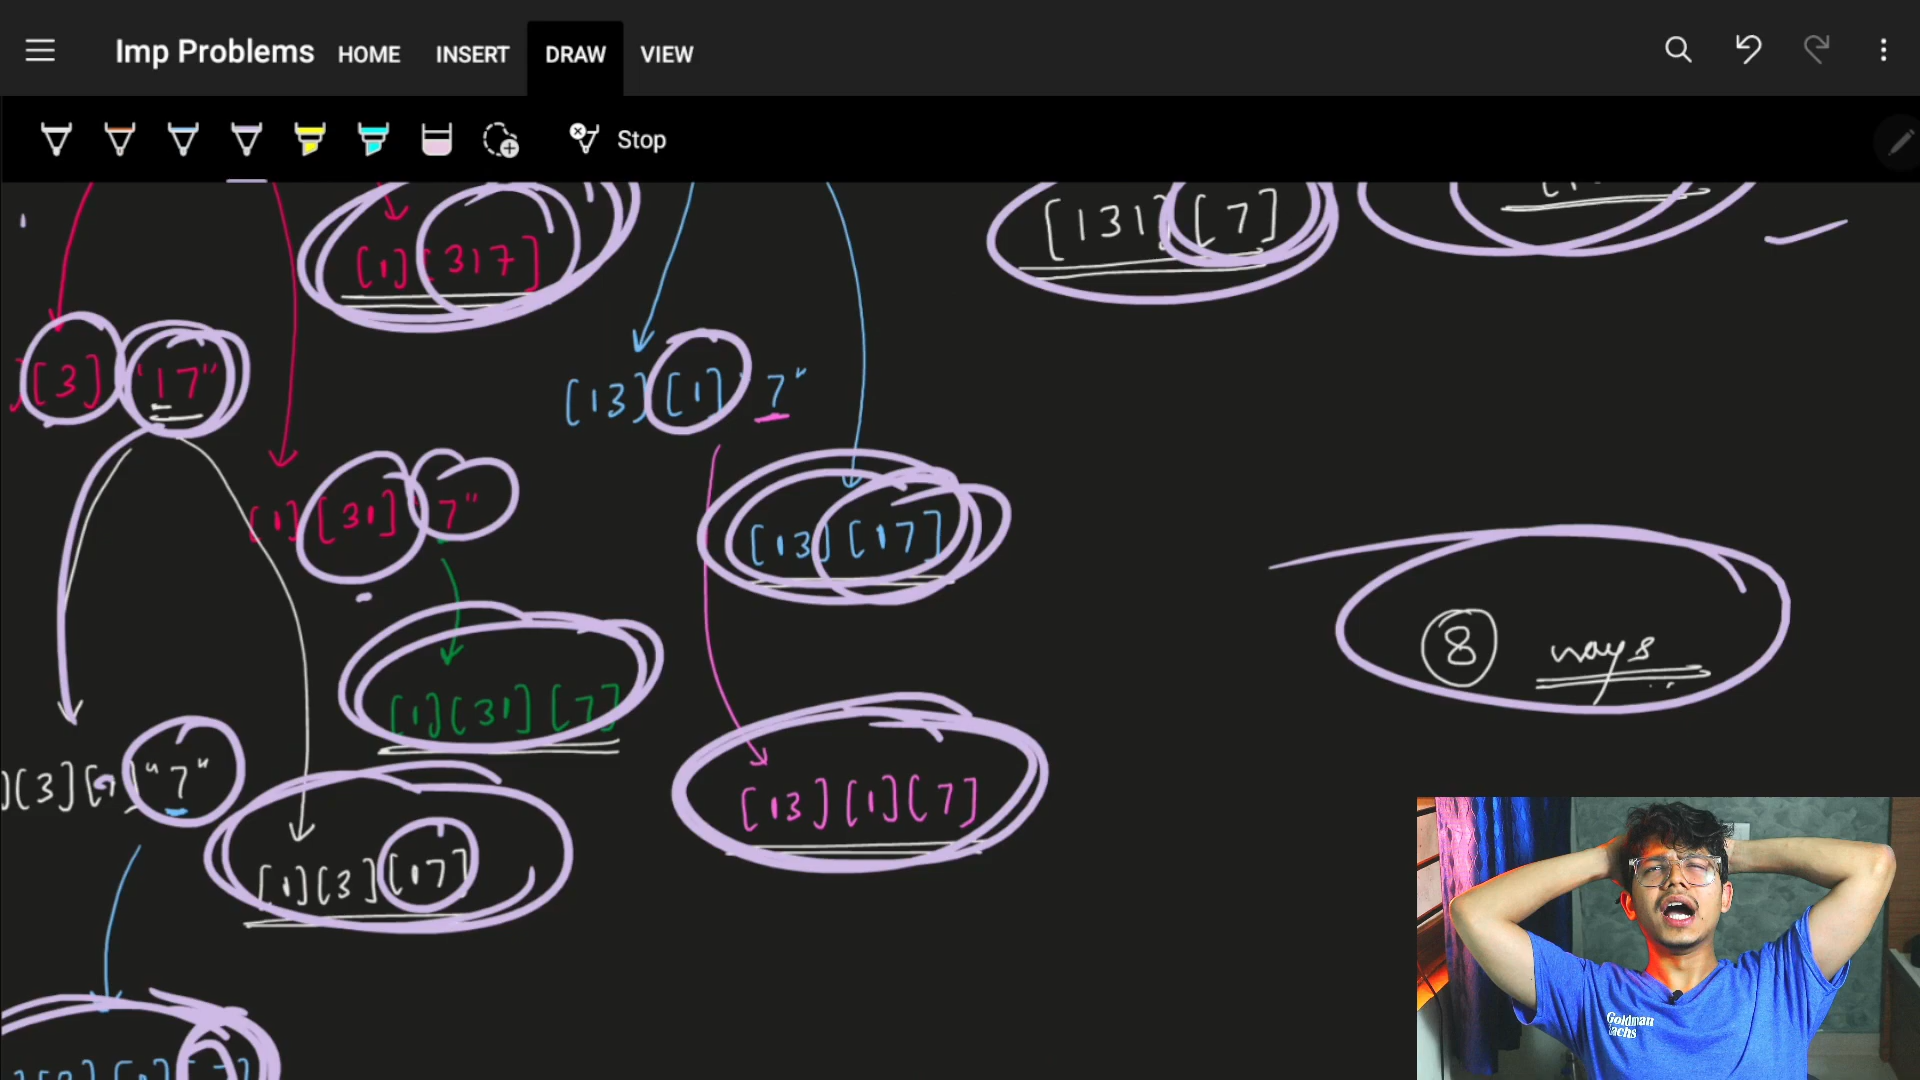 Imp Problems HOME INSERT DRAW VIEW
Stop
[131] [7]
[1][317]
[3] "17"
[13][1] 7"
[1][31] 7"
[13][17]
8 ways
[1][31][7]
][3][ ] "7"
[13][1][7]
[1][3][17]
Goldman
Sachs